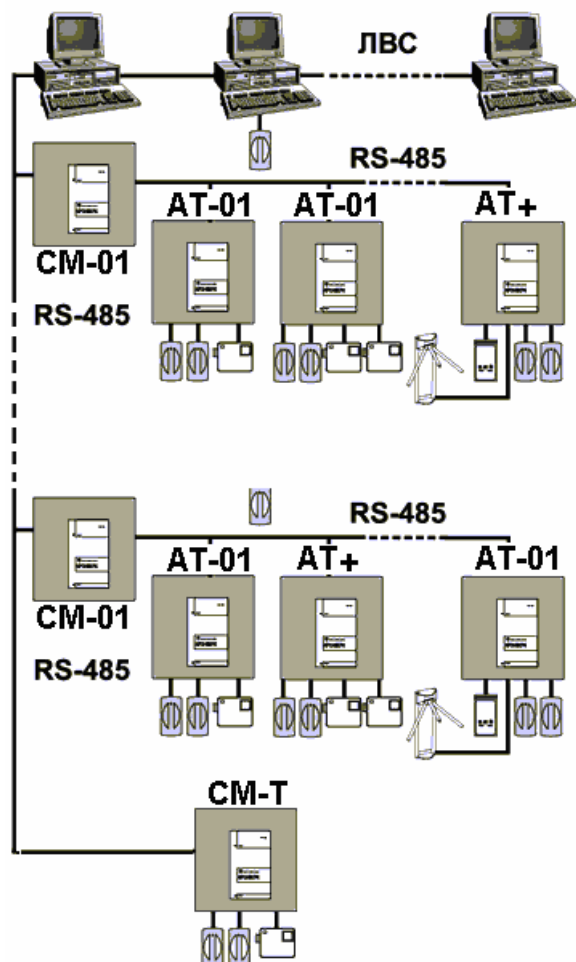 ЛВС
RS-485
AT-01 AT-01 AT+
CM-01
RS-485
RS-485
AT-01 AT+ AT-01
CM-01
RS-485
CM-T